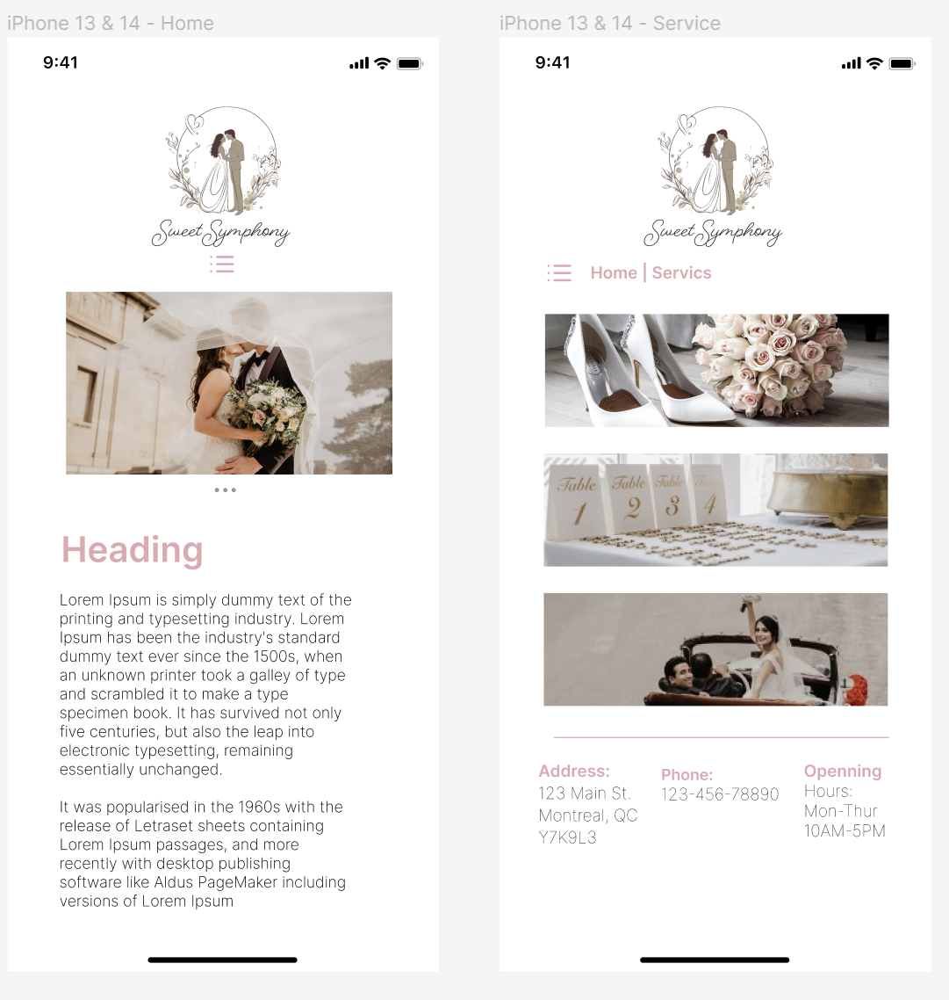 iPhone 13 & 14 - Home
9:41
Sweet Symphony
Heading
Lorem Ipsum is simply dummy text of the
printing and typesetting industry. Lorem
Ipsum has been the industry's standard
dummy text ever since the 1500s, when
an unknown printer took a galley of type
and scrambled it to make a type
specimen book. It has survived not only
five centuries, but also the leap into
electronic typesetting, remaining
essentially unchanged.
It was popularised in the 1960s with the
release of Letraset sheets containing
Lorem Ipsum passages, and more
recently with desktop publishing
software like Aldus PageMaker including
versions of Lorem Ipsum
iPhone 13 & 14 - Service
9:41
Sweet Symphony
Home | Servics
Table Table Table Table
1 2 3 4
Address:
123 Main St.
Montreal, QC
Y7K9L3
Phone:
123-456-78890
Openning
Hours:
Mon-Thur
10AM-5PM